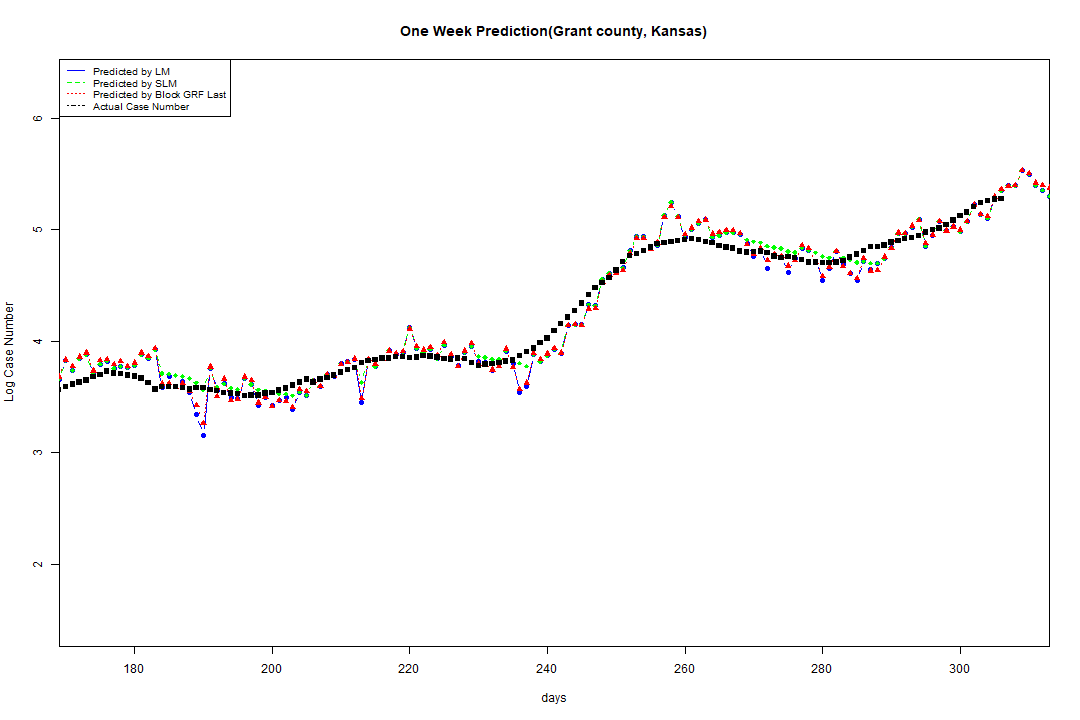 One Week Prediction(Grant county, Kansas)
Predicted by LM
Predicted by SLM
Predicted by Block GRF Last
Actual Case Number
6
5
4
3
2
Log Case Number
180 200 220 240 260 280 300
days